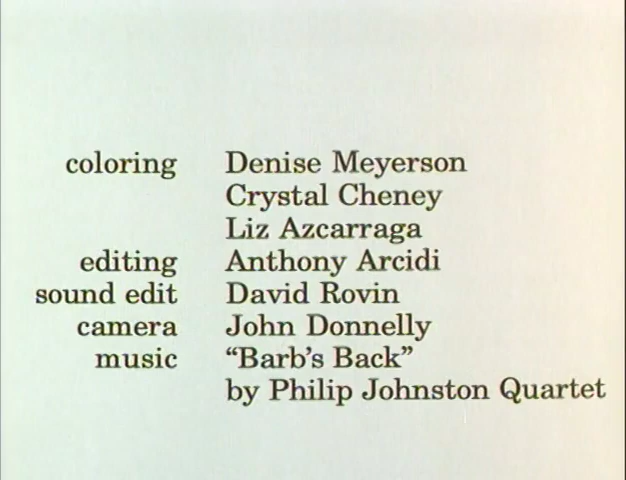 coloring Denise Meyerson
Crystal Cheney
Liz Azcarraga
editing Anthony Arcidi
sound edit David Rovin
camera John Donnelly
music “Barb’s Back”
by Philip Johnston Quartet